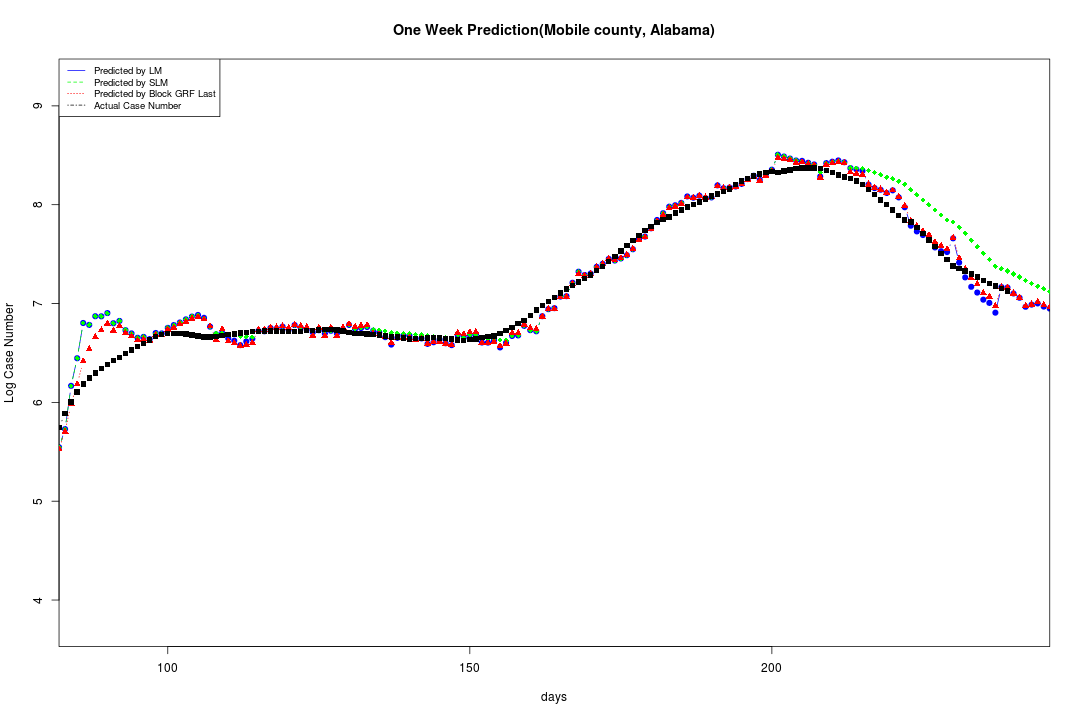 One Week Prediction(Mobile county, Alabama)
Predicted by LM
Predicted by SLM
Predicted by Block GRF Last
Actual Case Number
9
8
7
6
5
4
Log Case Number
100 150 200
days